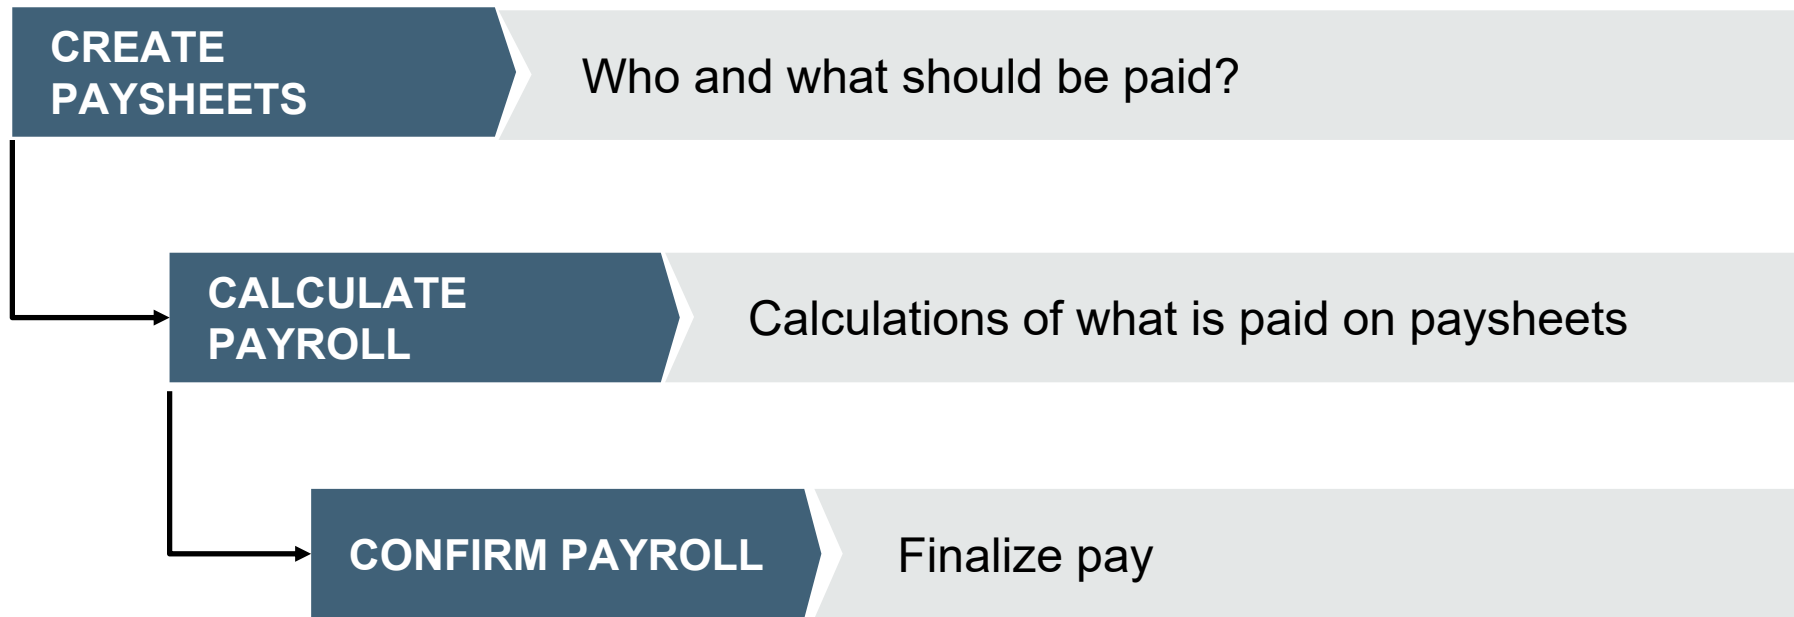 CREATE
PAYSHEETS
Who and what should be paid?
CALCULATE
PAYROLL
Calculations of what is paid on paysheets
CONFIRM PAYROLL
Finalize pay